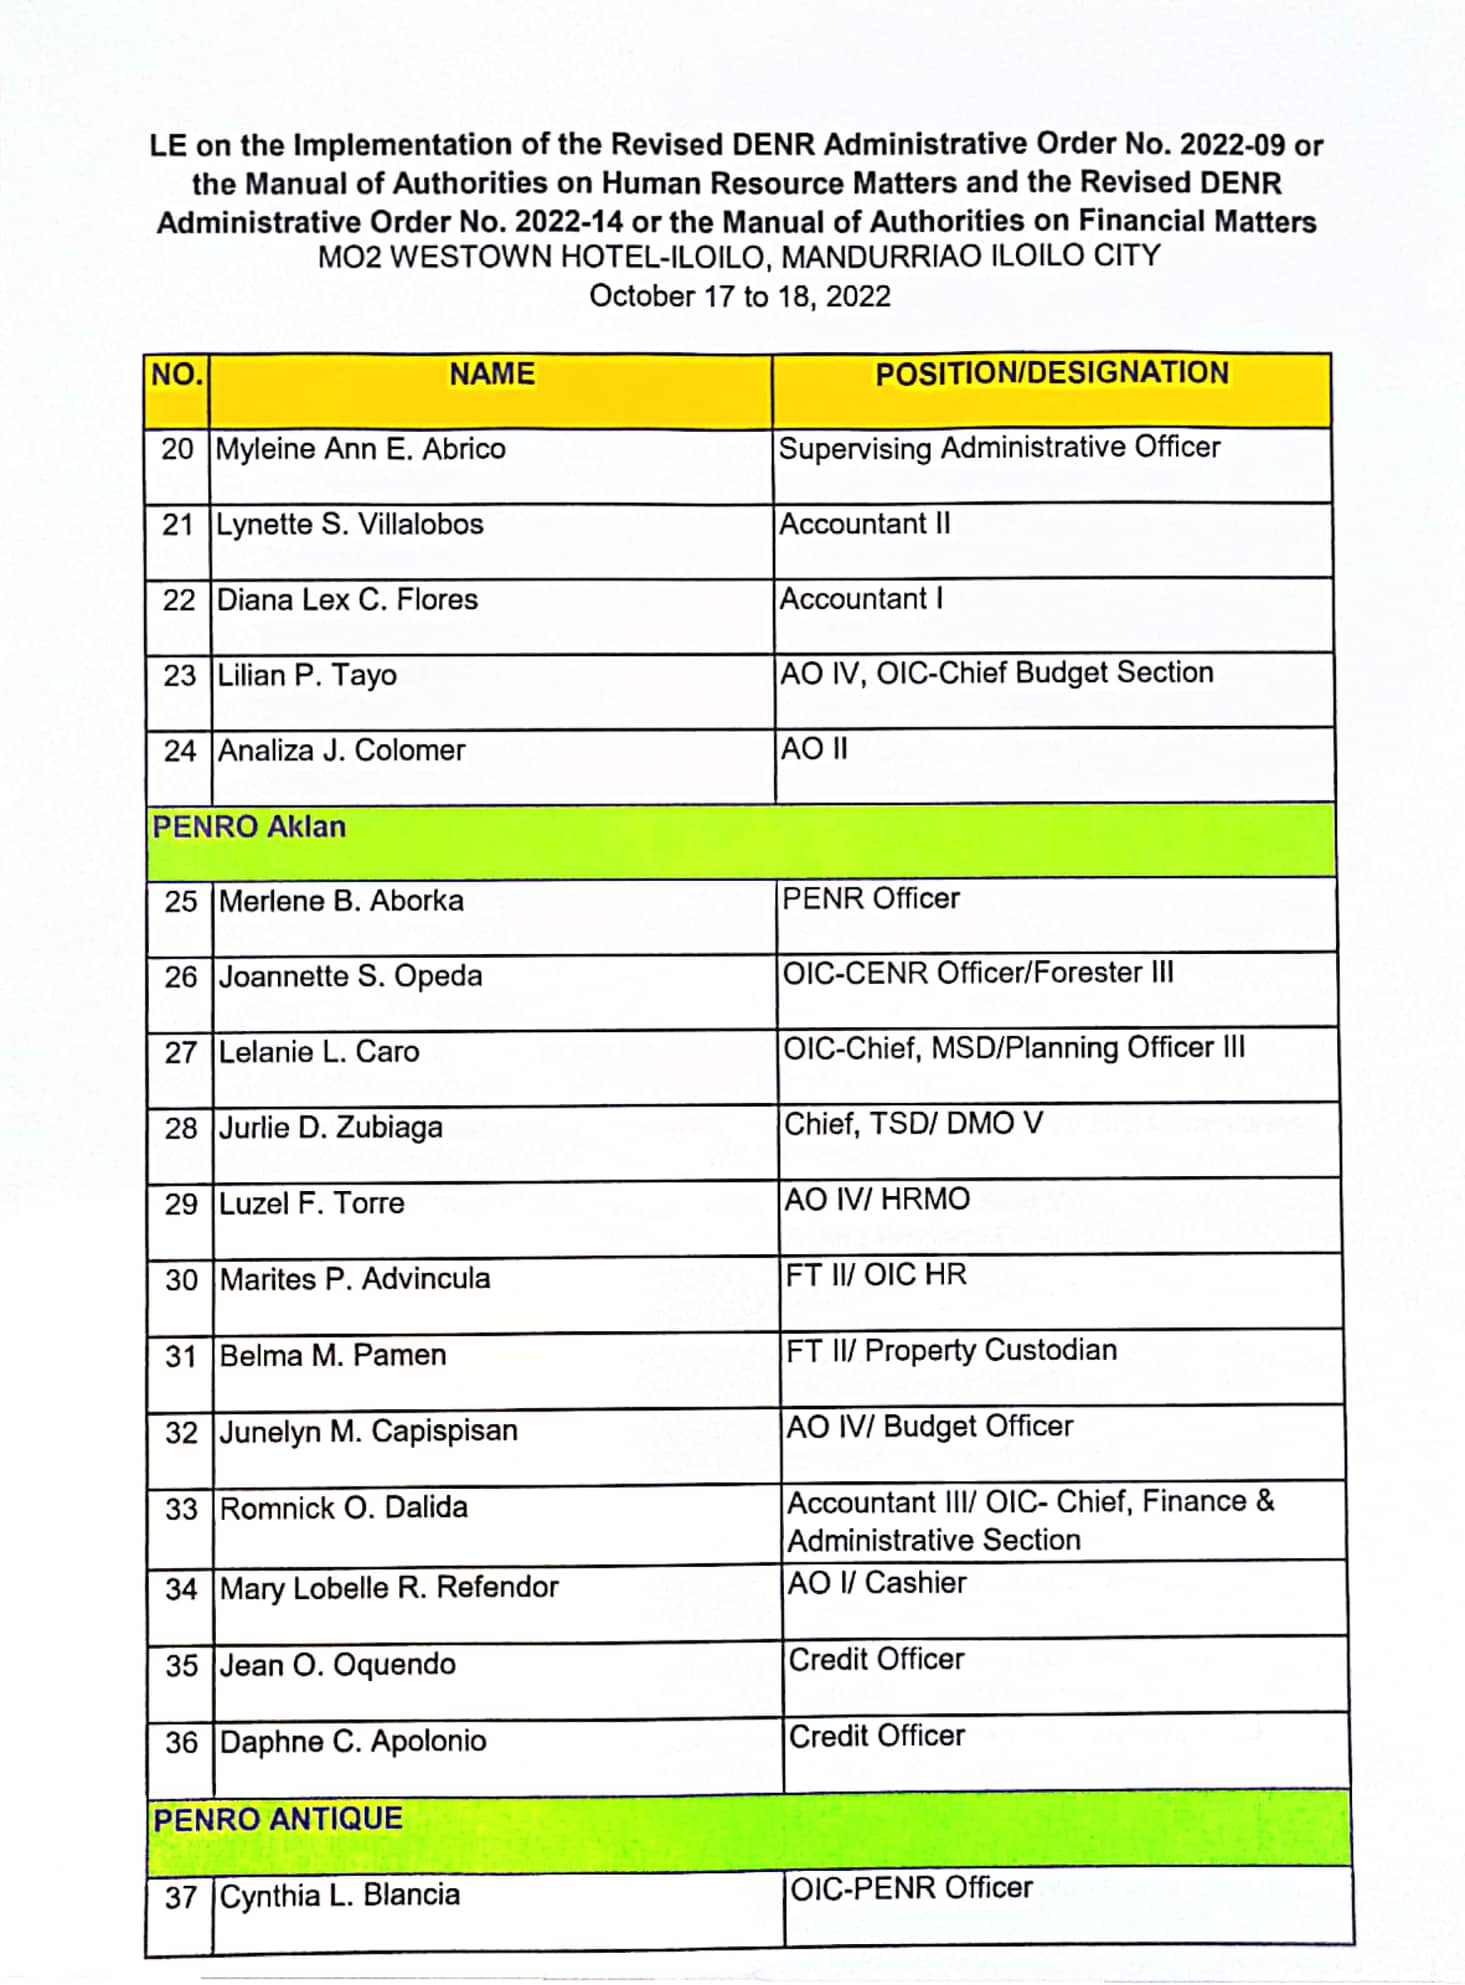 LE on the Implementation of the Revised DENR Administrative Order No. 2022-09 or
the Manual of Authorities on Human Resource Matters and the Revised DENR
Administrative Order No. 2022-14 or the Manual of Authorities on Financial Matters
MO2 WESTOWN HOTEL-ILOILO, MANDURRIAO ILOILO CITY
October 17 to 18, 2022
NO. NAME POSITION/DESIGNATION
20 Myleine Ann E. Abrico Supervising Administrative Officer
21 Lynette S. Villalobos Accountant II
22 Diana Lex C. Flores Accountant I
23 Lilian P. Tayo AO IV, OIC-Chief Budget Section
24 Analiza J. Colomer AO II
PENRO Aklan
25 Merlene B. Aborka PENR Officer
26 Joannette S. Opeda OIC-CENR Officer/Forester III
27 Lelanie L. Caro OIC-Chief, MSD/Planning Officer III
28 Jurlie D. Zubiaga Chief, TSD/ DMO V
29 Luzel F. Torre AO IV/ HRMO
30 Marites P. Advincula FT II/ OIC HR
31 Belma M. Pamen FT II/ Property Custodian
32 Junelyn M. Capispisan AO IV/ Budget Officer
33 Romnick O. Dalida Accountant III/ OIC- Chief, Finance &
Administrative Section
34 Mary Lobelle R. Refendor AO I/ Cashier
35 Jean O. Oquendo Credit Officer
36 Daphne C. Apolonio Credit Officer
PENRO ANTIQUE
37 Cynthia L. Blancia OIC-PENR Officer